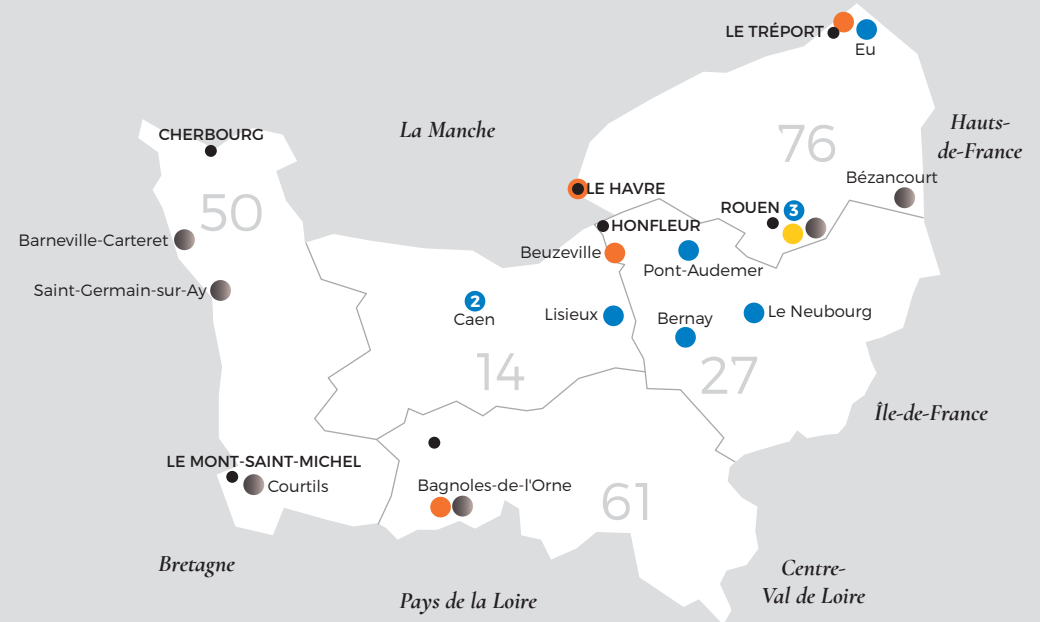 LE TRÉPORT
Eu
La Manche
Hauts-
de-France
CHERBOURG
76
Bézancourt
LE HAVRE
50
ROUEN 3
HONFLEUR
Barneville-Carteret
Beuzeville
Pont-Audemer
Saint-Germain-sur-Ay
2
Caen
Lisieux
Bernay
Le Neubourg
14
27
Île-de-France
LE MONT-SAINT-MICHEL
Courtils
Bagnoles-de-l'Orne
61
Bretagne
Centre-
Val de Loire
Pays de la Loire